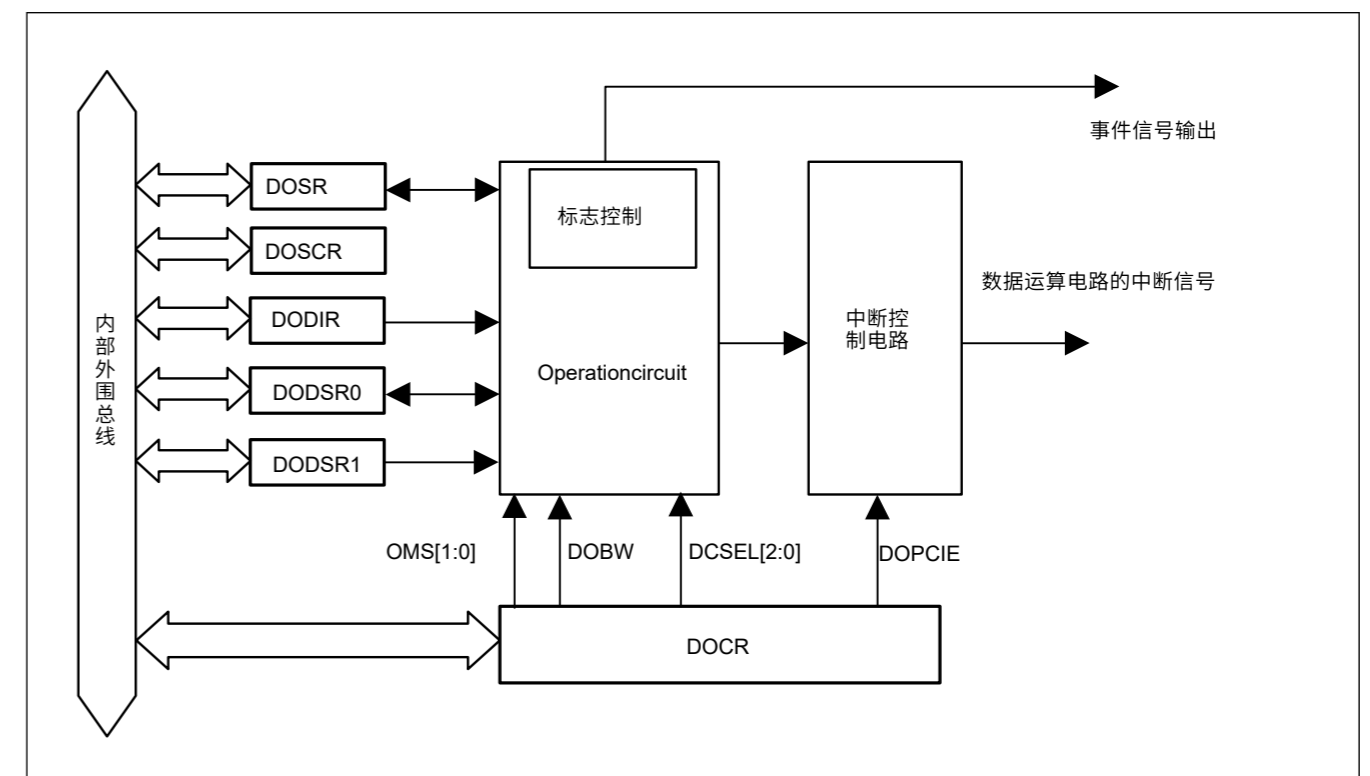 事件信号输出
DOSR
标志控制
DOSCR
数据运算电路的中断信号
内部外围总线
DODIR
中断控
制电路
Operationcircuit
DODSR0
DODSR1
OMS[1:0]
DOBW
DCSEL[2:0]
DOPCIE
DOCR